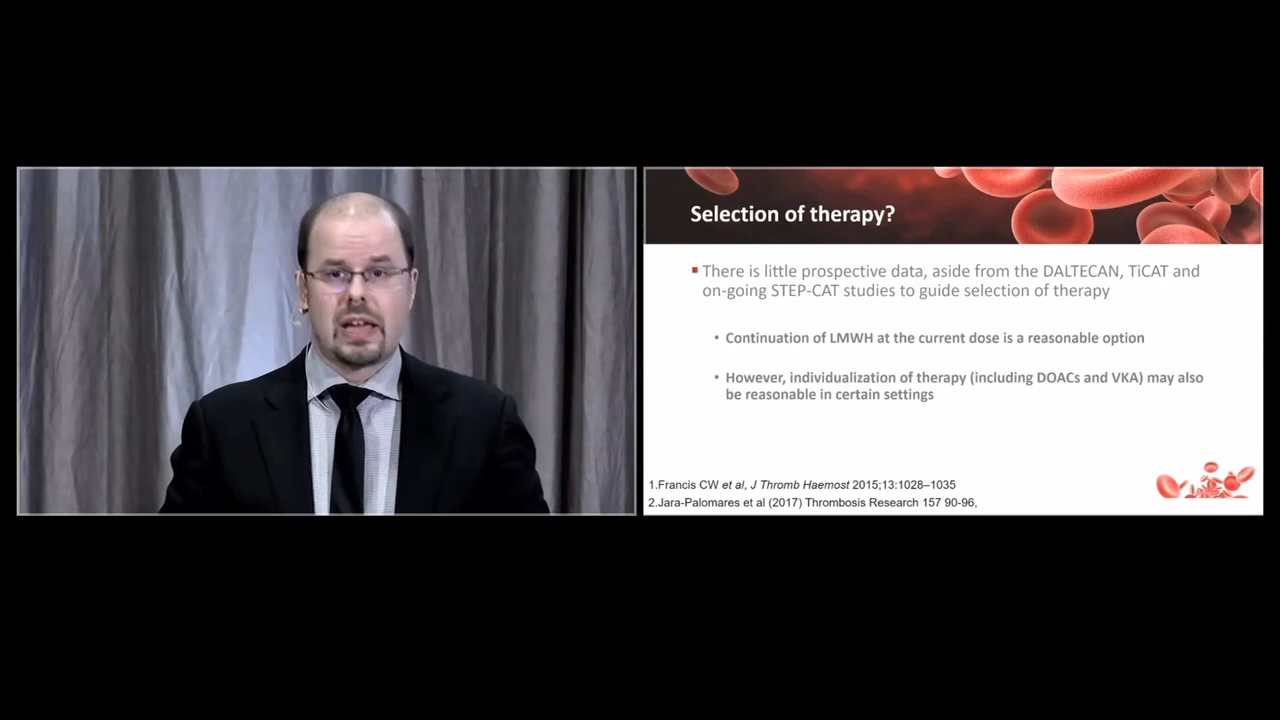 Selection of therapy?
▪ There is little prospective data, aside from the DALTECAN, TiCAT and
on-going STEP-CAT studies to guide selection of therapy
• Continuation of LMWH at the current dose is a reasonable option
• However, individualization of therapy (including DOACs and VKA) may also
be reasonable in certain settings
1.Francis CW et al, J Thromb Haemost 2015;13:1028–1035
2.Jara-Palomares et al (2017) Thrombosis Research 157 90-96,